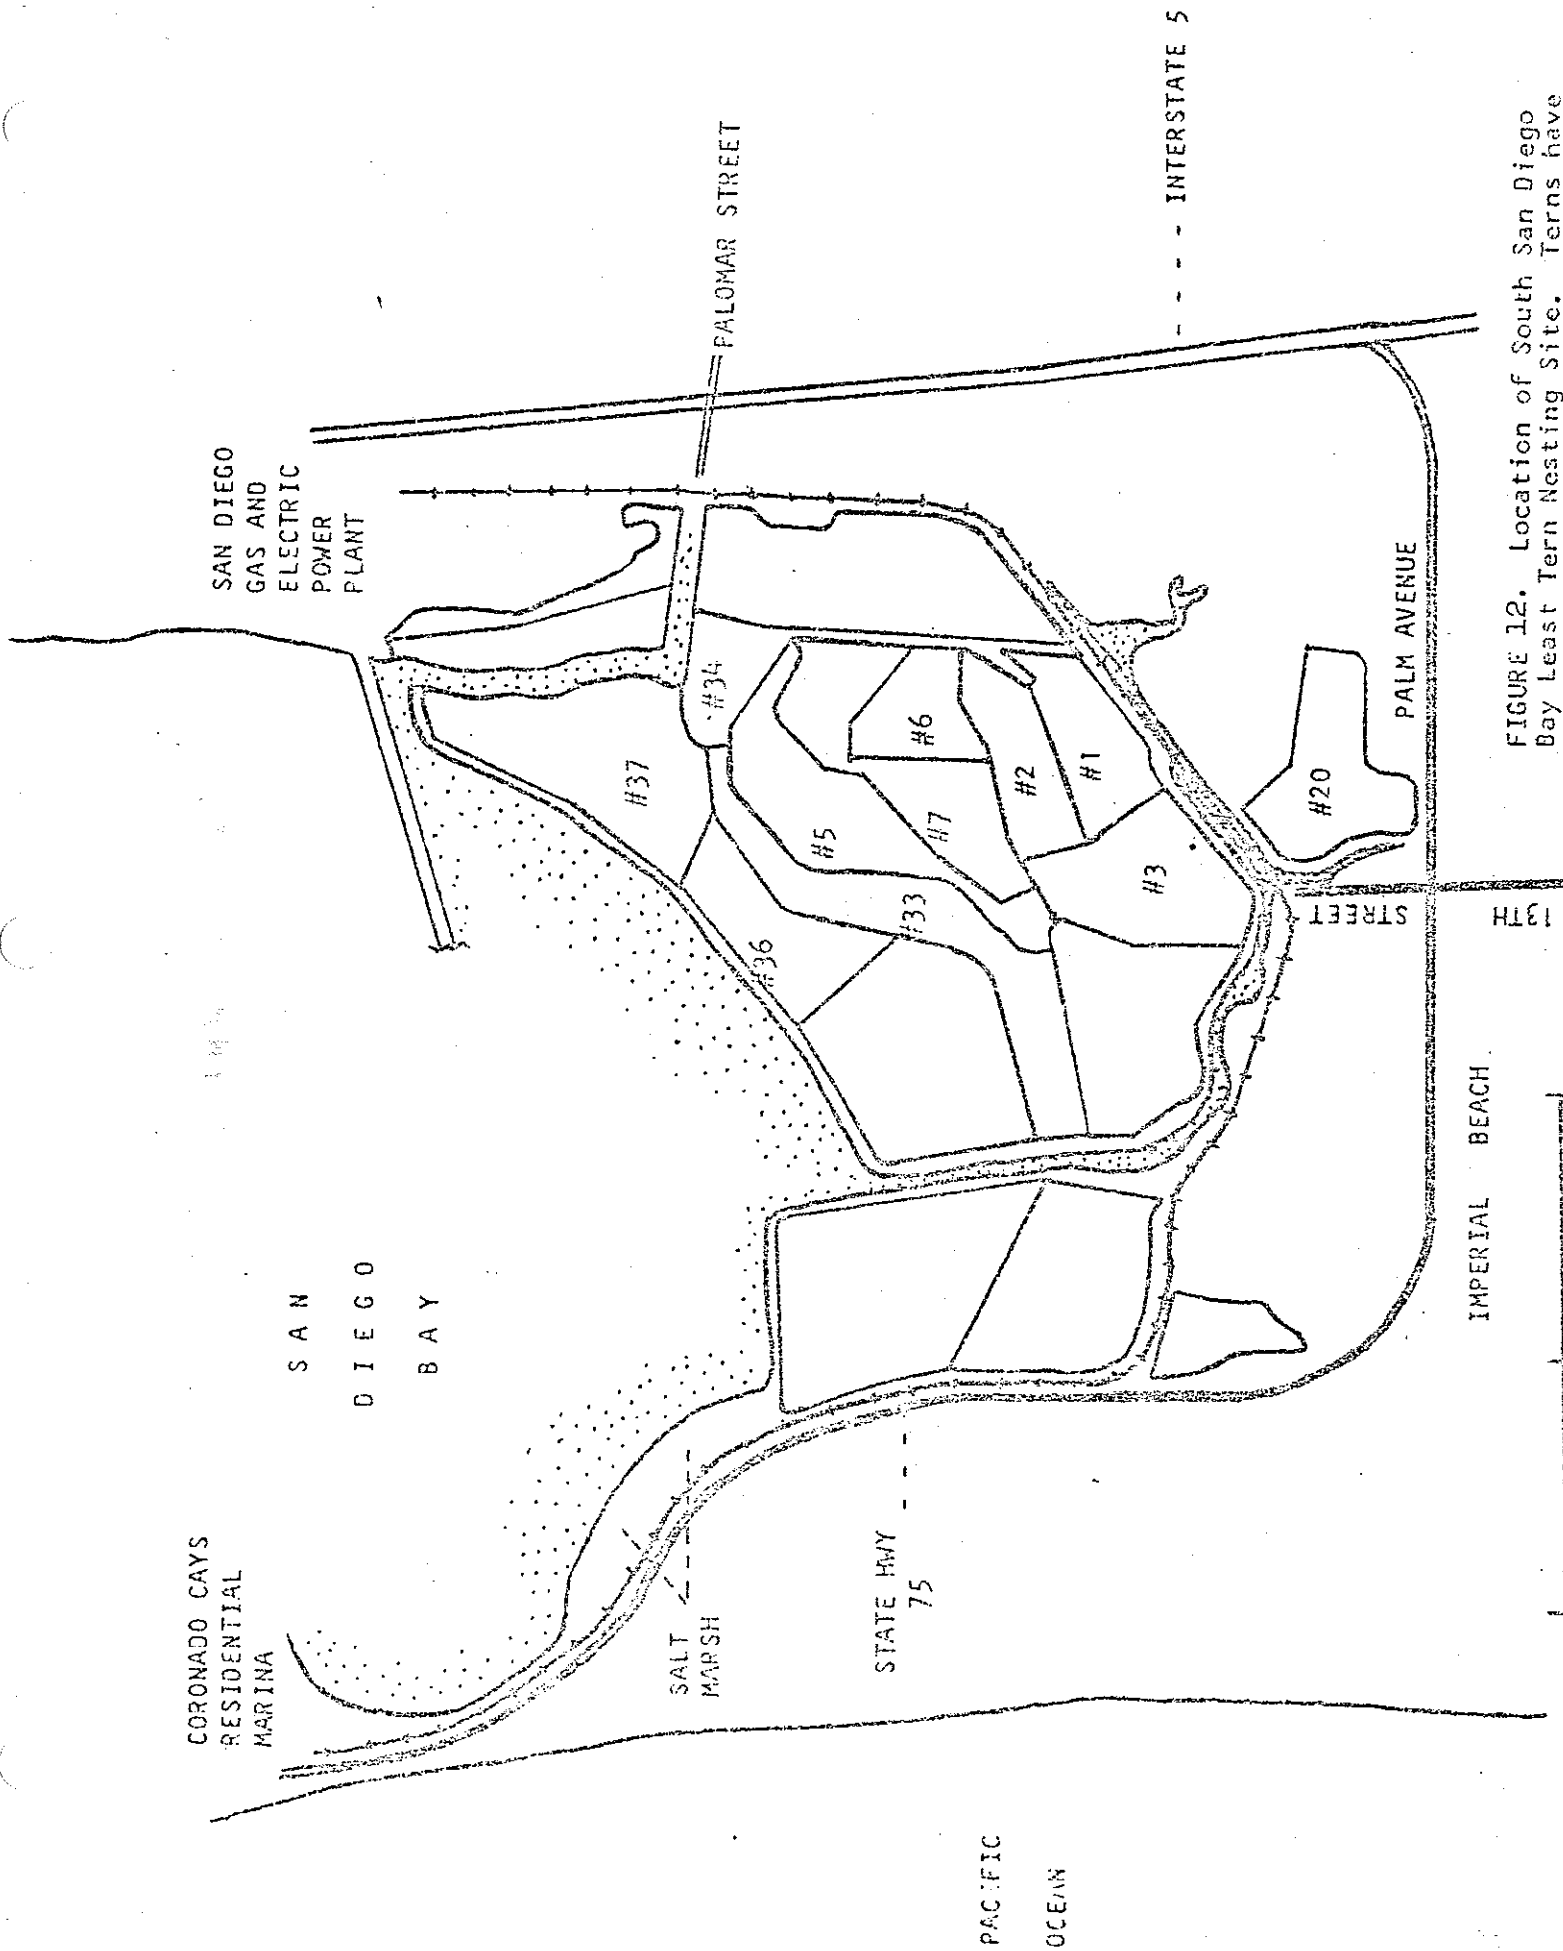 CORONADO CAYS
RESIDENTIAL
MARINA
S A N
D I E G O
B A Y
SAN DIEGO
GAS AND
ELECTRIC
POWER
PLANT
PALOMAR STREET
INTERSTATE 5
#37
#34
#36
#33
#5
#7
#6
#2
#1
#3
#20
SALT
MARSH
STATE HWY
75
PACIFIC
OCEAN
PALM AVENUE
13TH STREET
IMPERIAL BEACH
FIGURE 12. Location of South San Diego
Bay Least Tern Nesting Site. Terns have